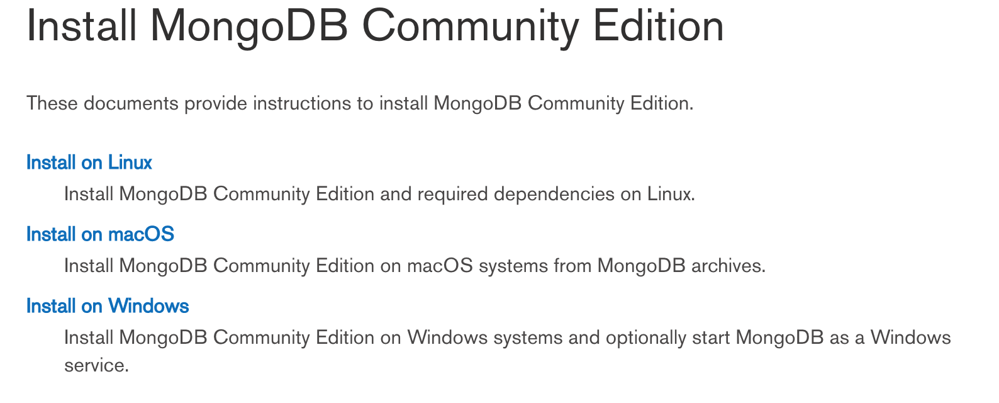 Install MongoDB Community Edition
These documents provide instructions to install MongoDB Community Edition.
Install on Linux
Install MongoDB Community Edition and required dependencies on Linux.
Install on macOS
Install MongoDB Community Edition on macOS systems from MongoDB archives.
Install on Windows
Install MongoDB Community Edition on Windows systems and optionally start MongoDB as a Windows
service.